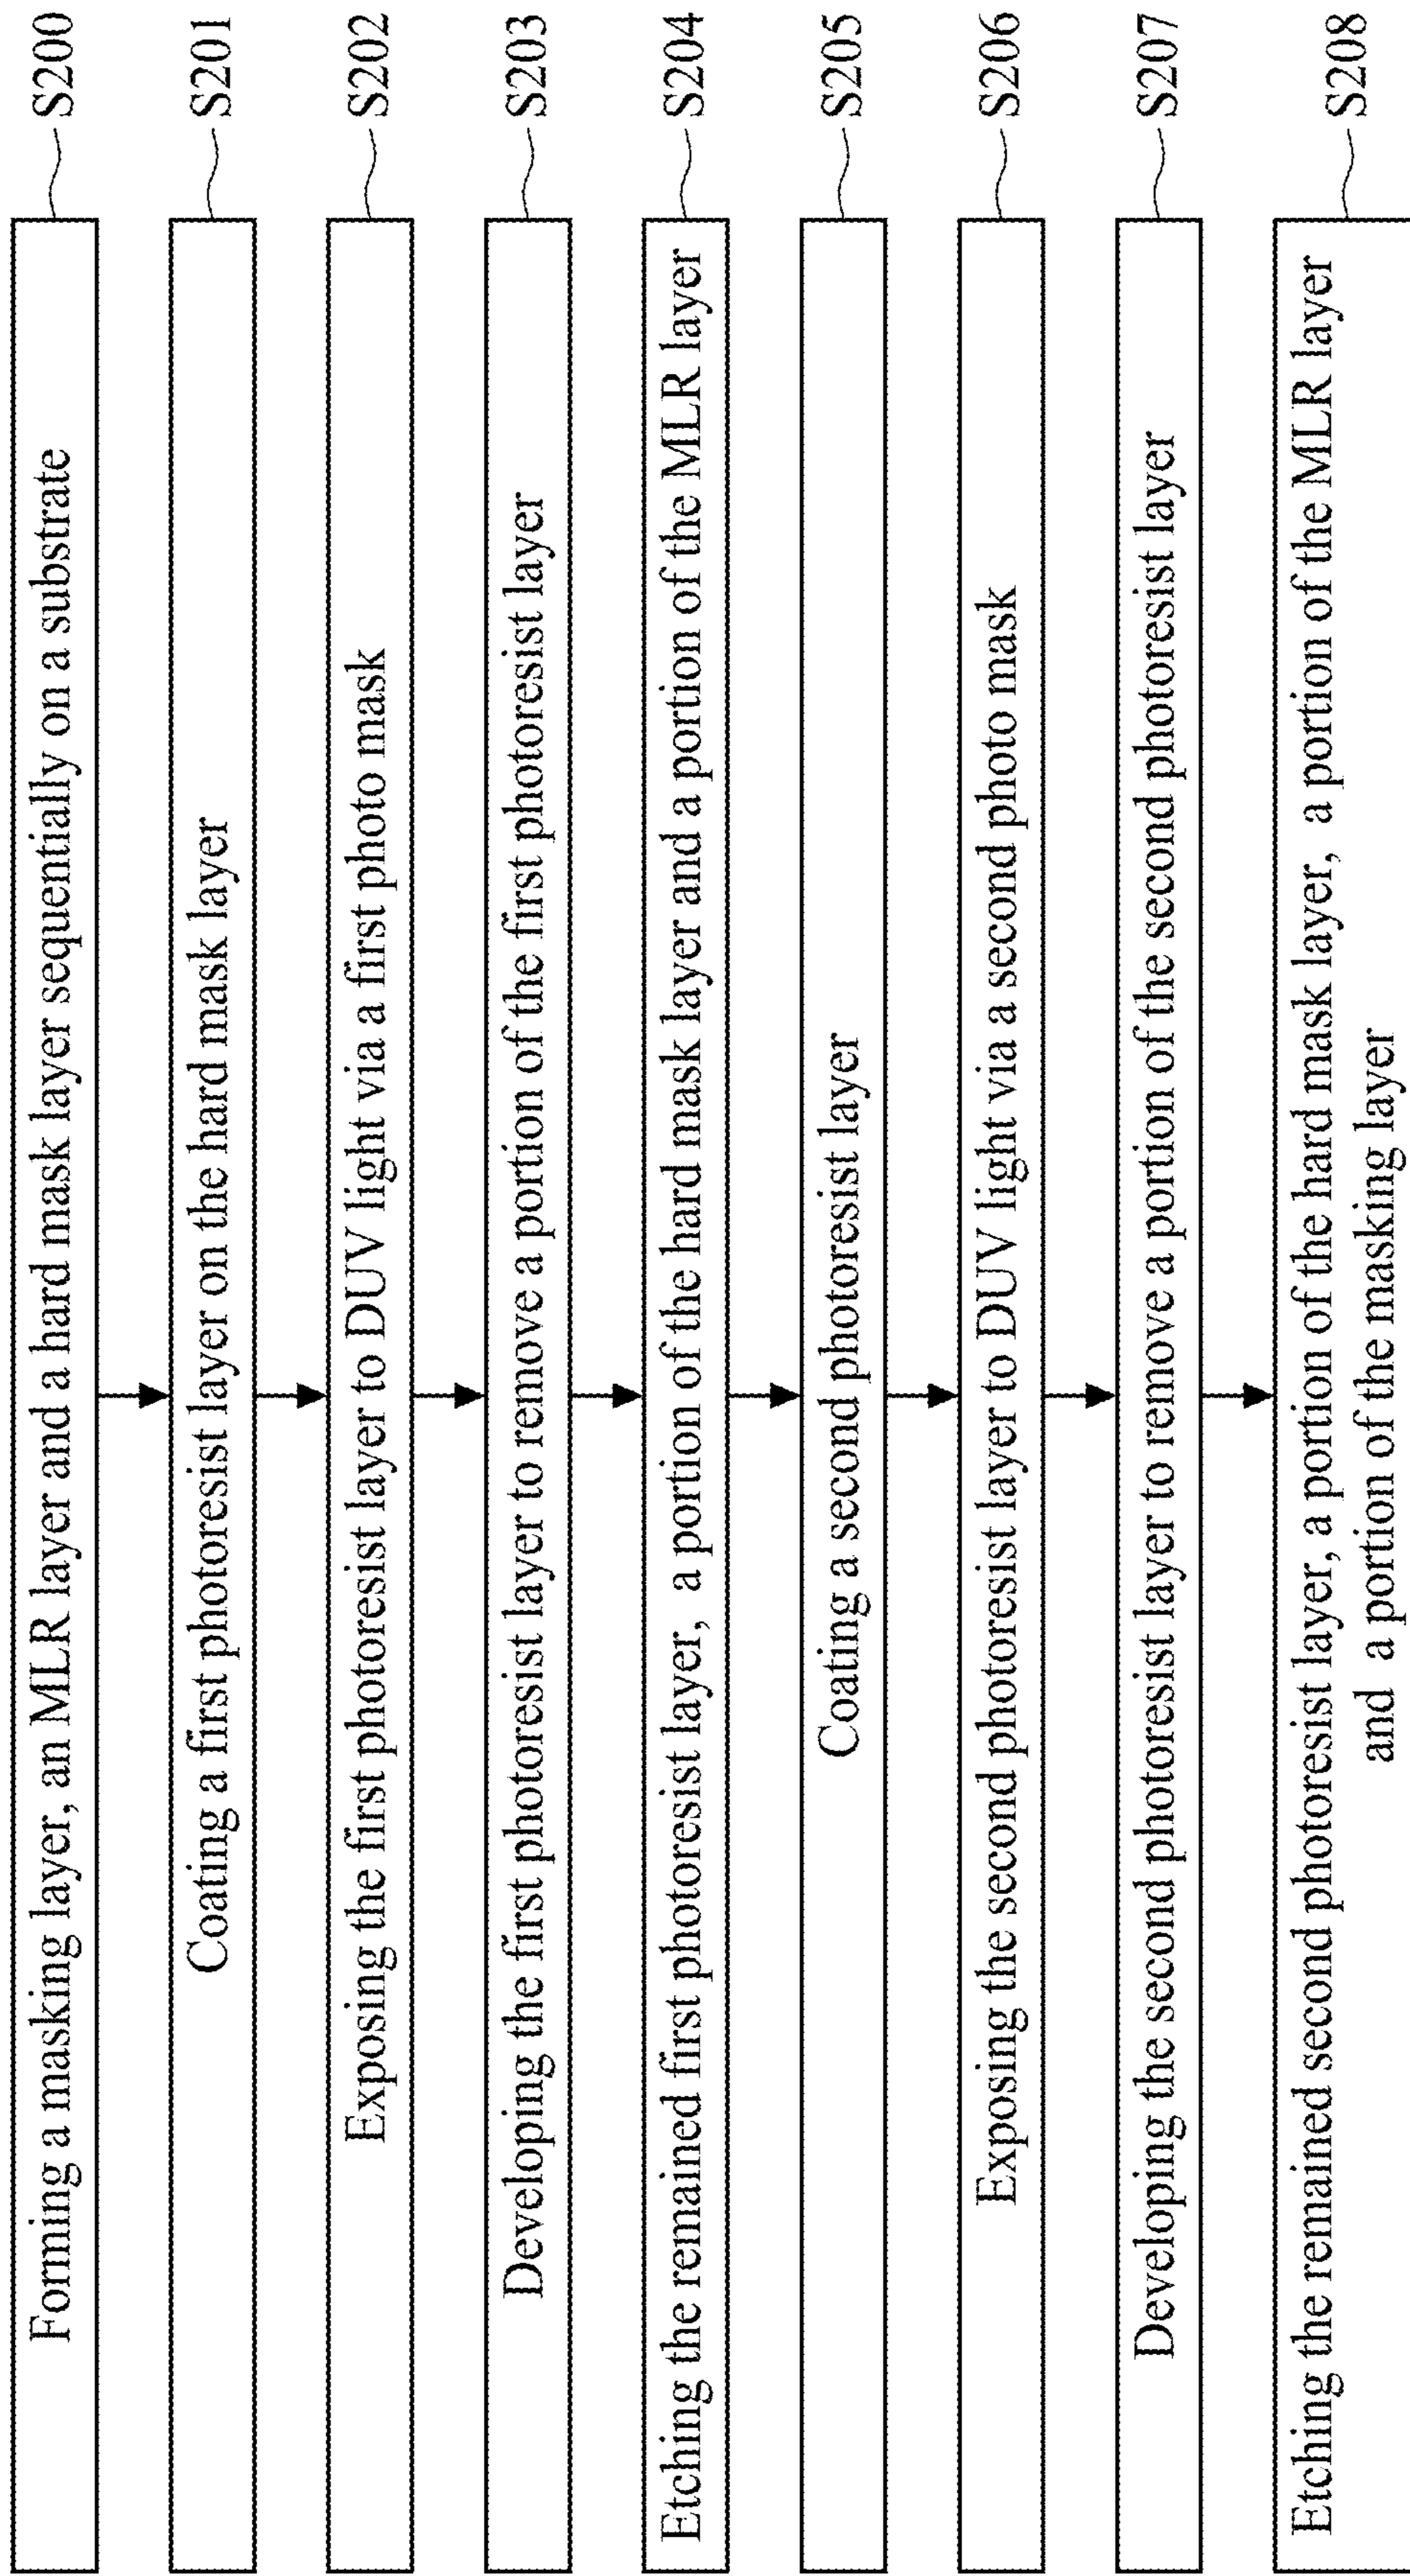 Forming a masking layer, an MLR layer and a hard mask layer sequentially on a substrate S200
Coating a first photoresist layer on the hard mask layer S201
Exposing the first photoresist layer to DUV light via a first photo mask S202
Developing the first photoresist layer to remove a portion of the first photoresist layer S203
Etching the remained first photoresist layer, a portion of the hard mask layer and a portion of the MLR layer S204
Coating a second photoresist layer S205
Exposing the second photoresist layer to DUV light via a second photo mask S206
Developing the second photoresist layer to remove a portion of the second photoresist layer S207
Etching the remained second photoresist layer, a portion of the hard mask layer, a portion of the MLR layer S208
and a portion of the masking layer